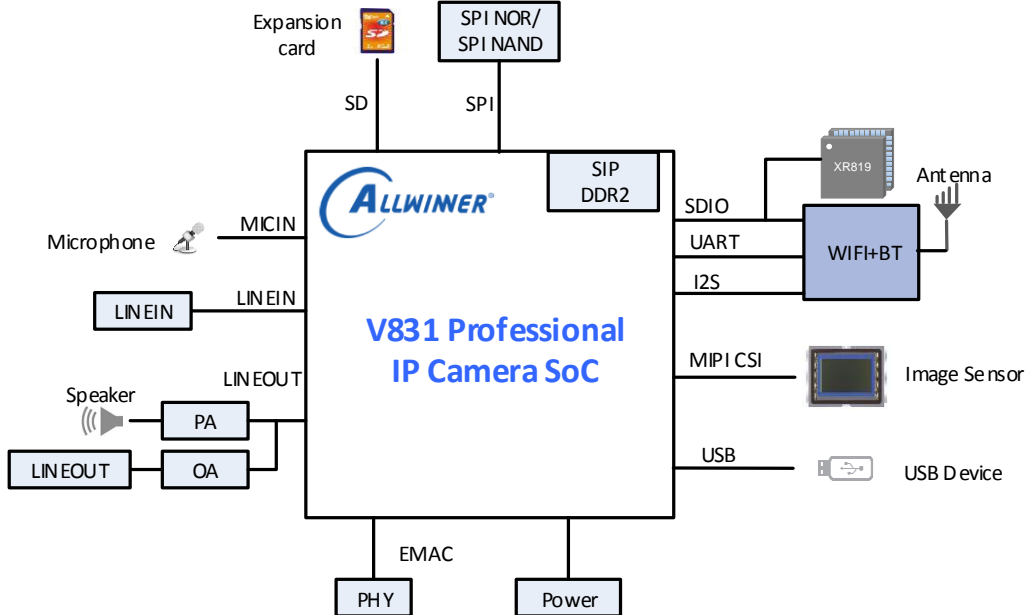 Expansion
card
SPI NOR/
SPI NAND
SD
SPI
SIP
DDR2
ALLWINNER®
XR819
Antenna
SDIO
MICIN
Microphone
UART
WIFI+BT
I2S
LINEIN
LINEIN
V831 Professional
IP Camera SoC
MIPI CSI
Image Sensor
LINEOUT
Speaker
PA
LINEOUT
OA
USB
USB Device
EMAC
PHY
Power